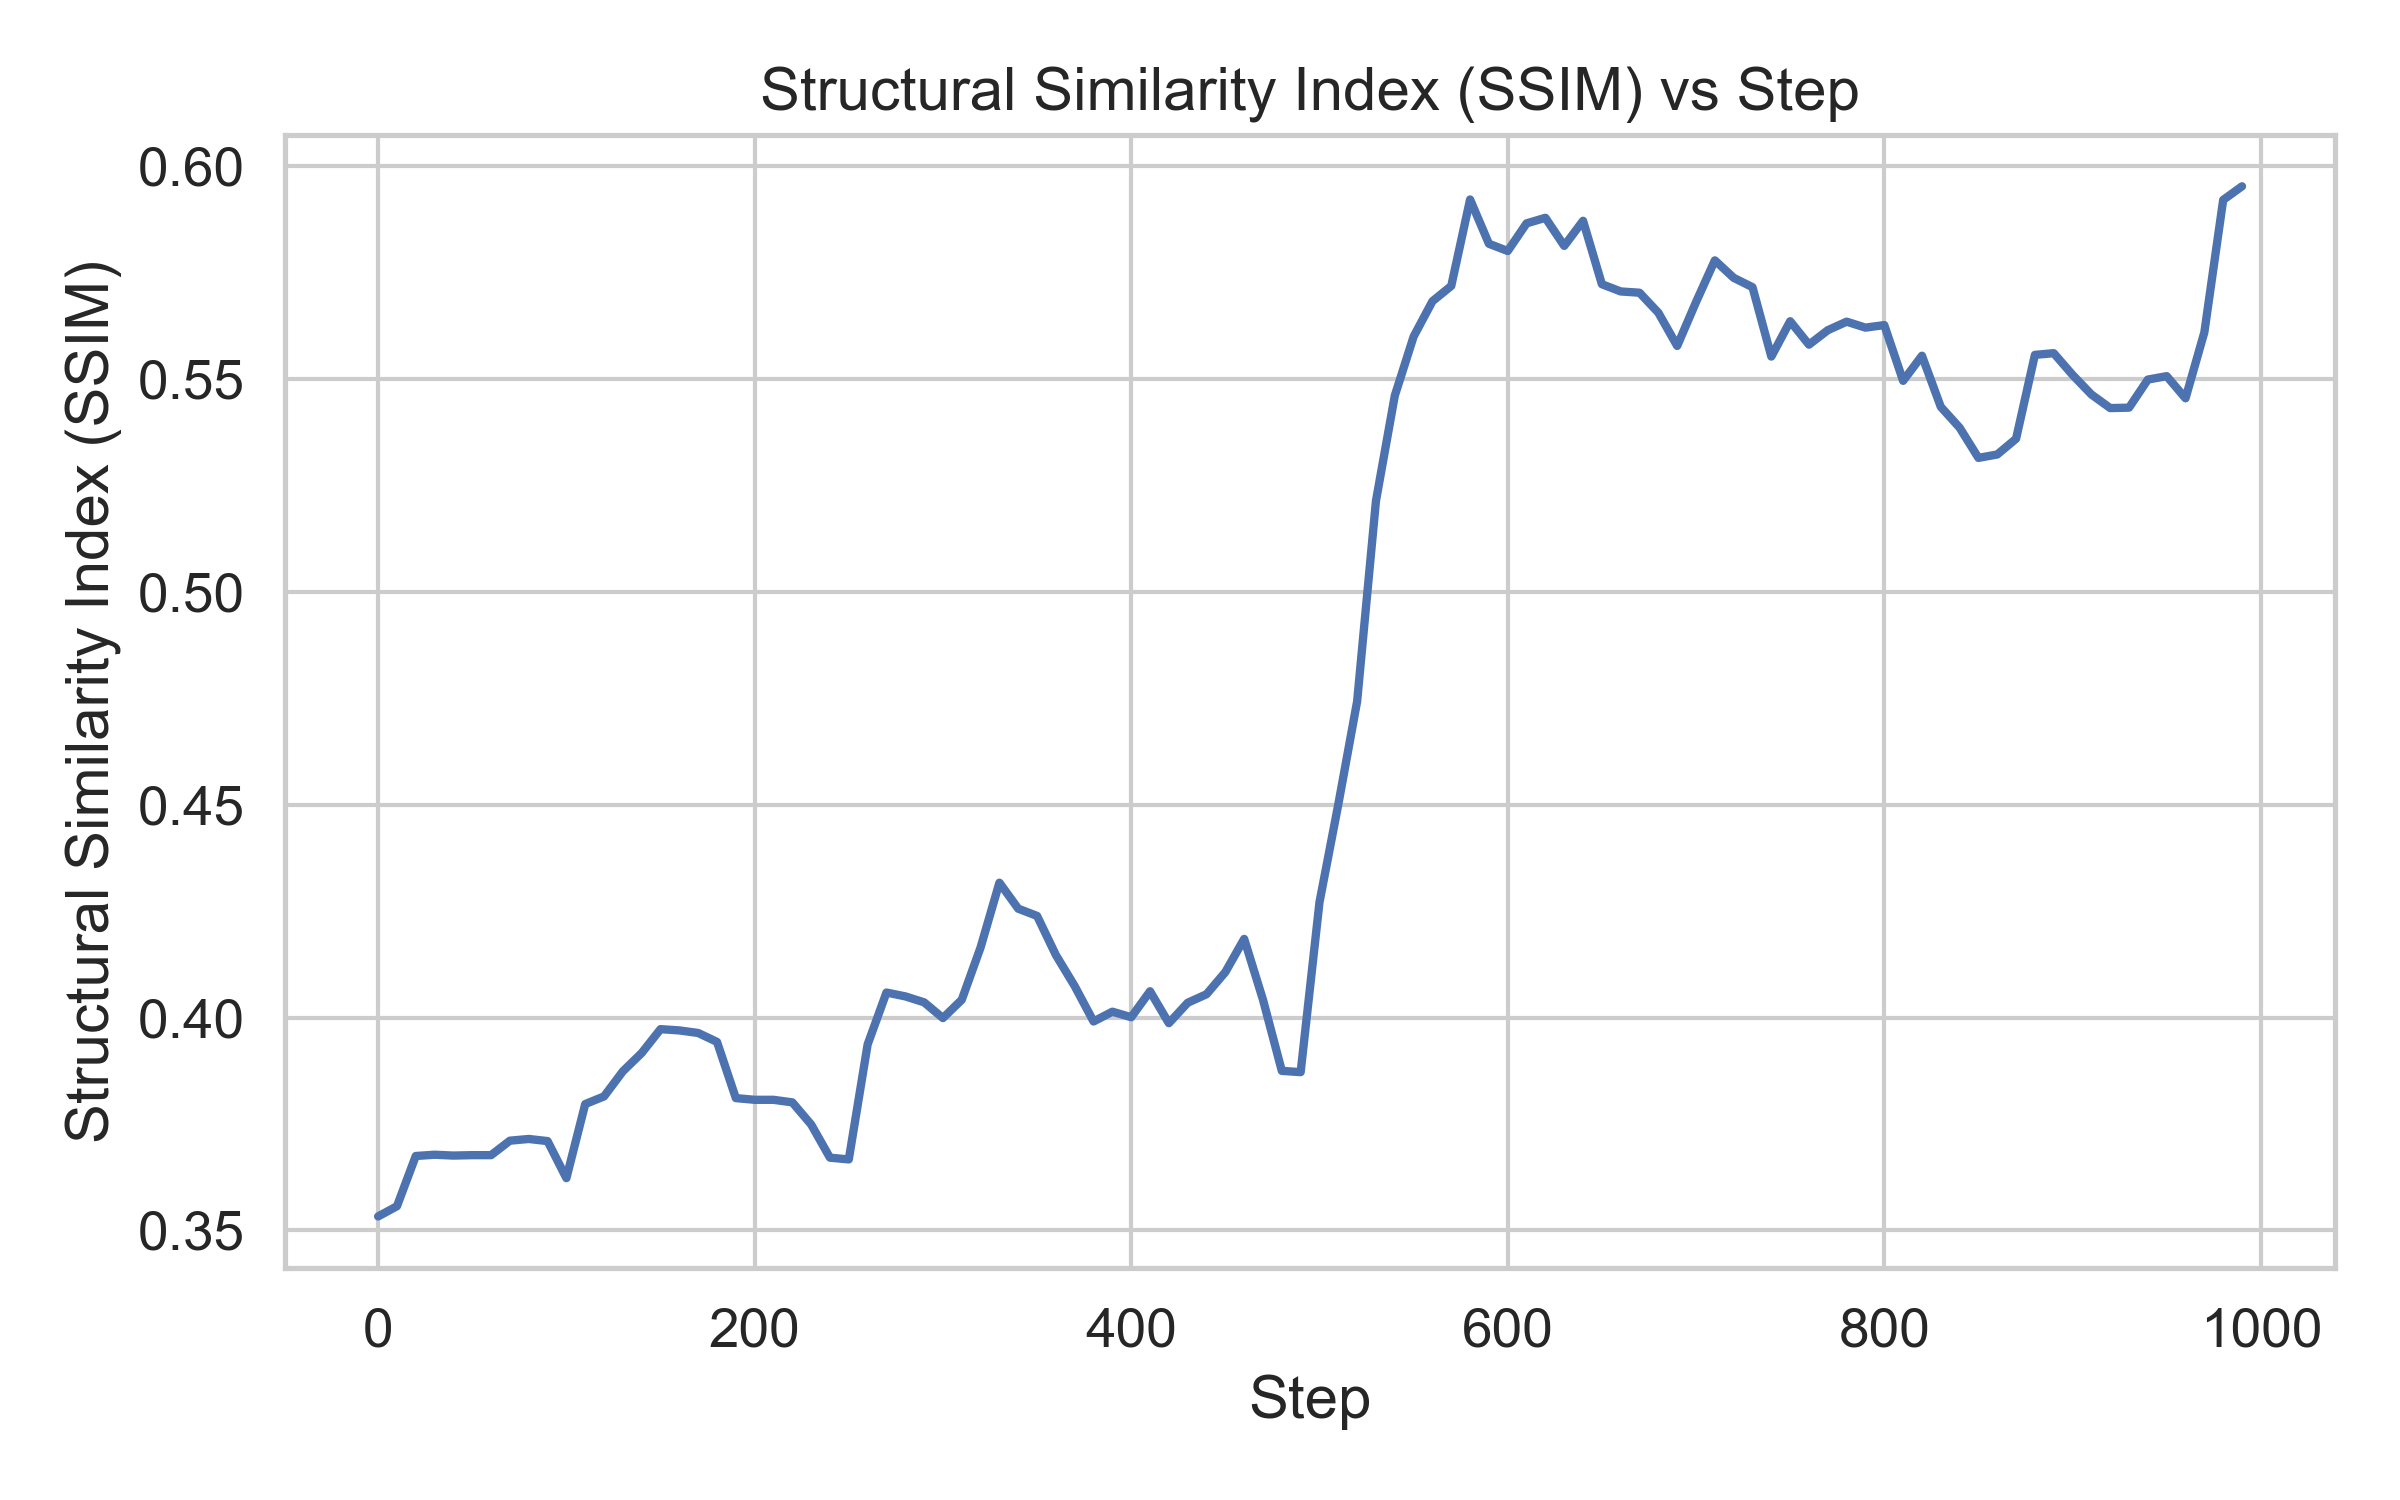 Structural Similarity Index (SSIM) vs Step
Structural Similarity Index (SSIM)
0.60
0.55
0.50
0.45
0.40
0.35
0 200 400 600 800 1000
Step